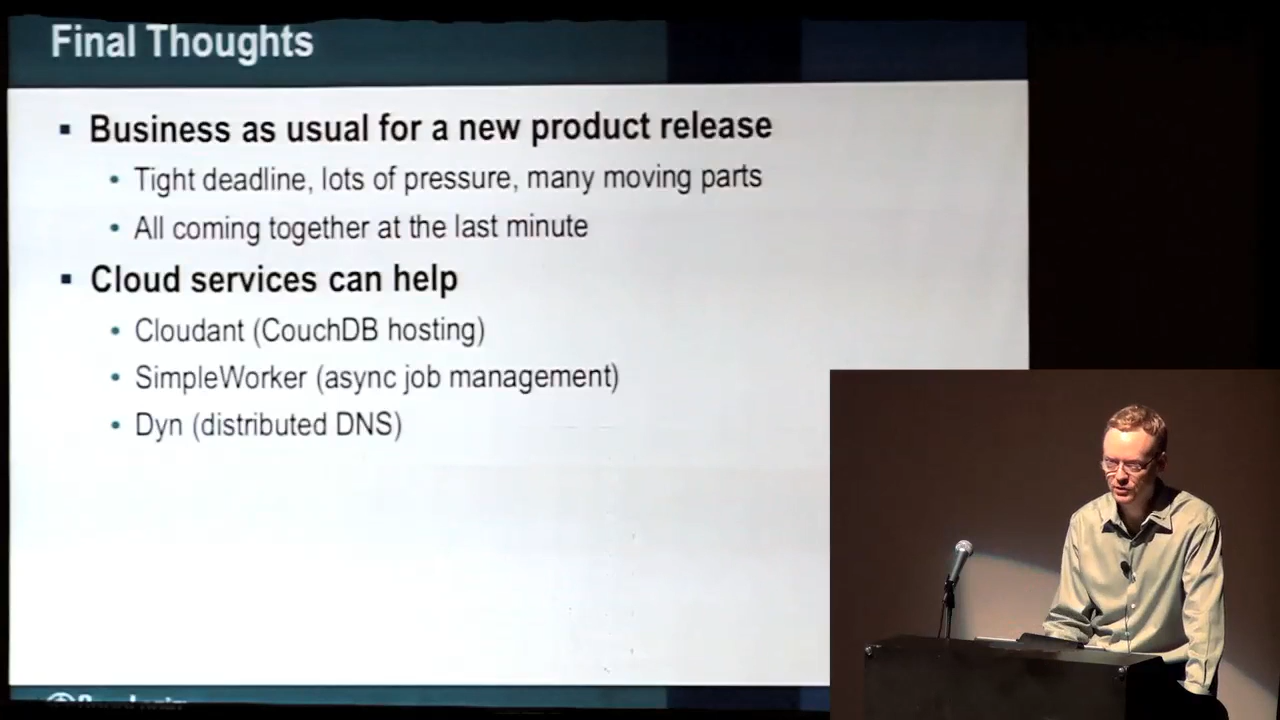 Final Thoughts
Business as usual for a new product release
Tight deadline, lots of pressure, many moving parts
All coming together at the last minute
Cloud services can help
Cloudant (CouchDB hosting)
SimpleWorker (async job management)
Dyn (distributed DNS)